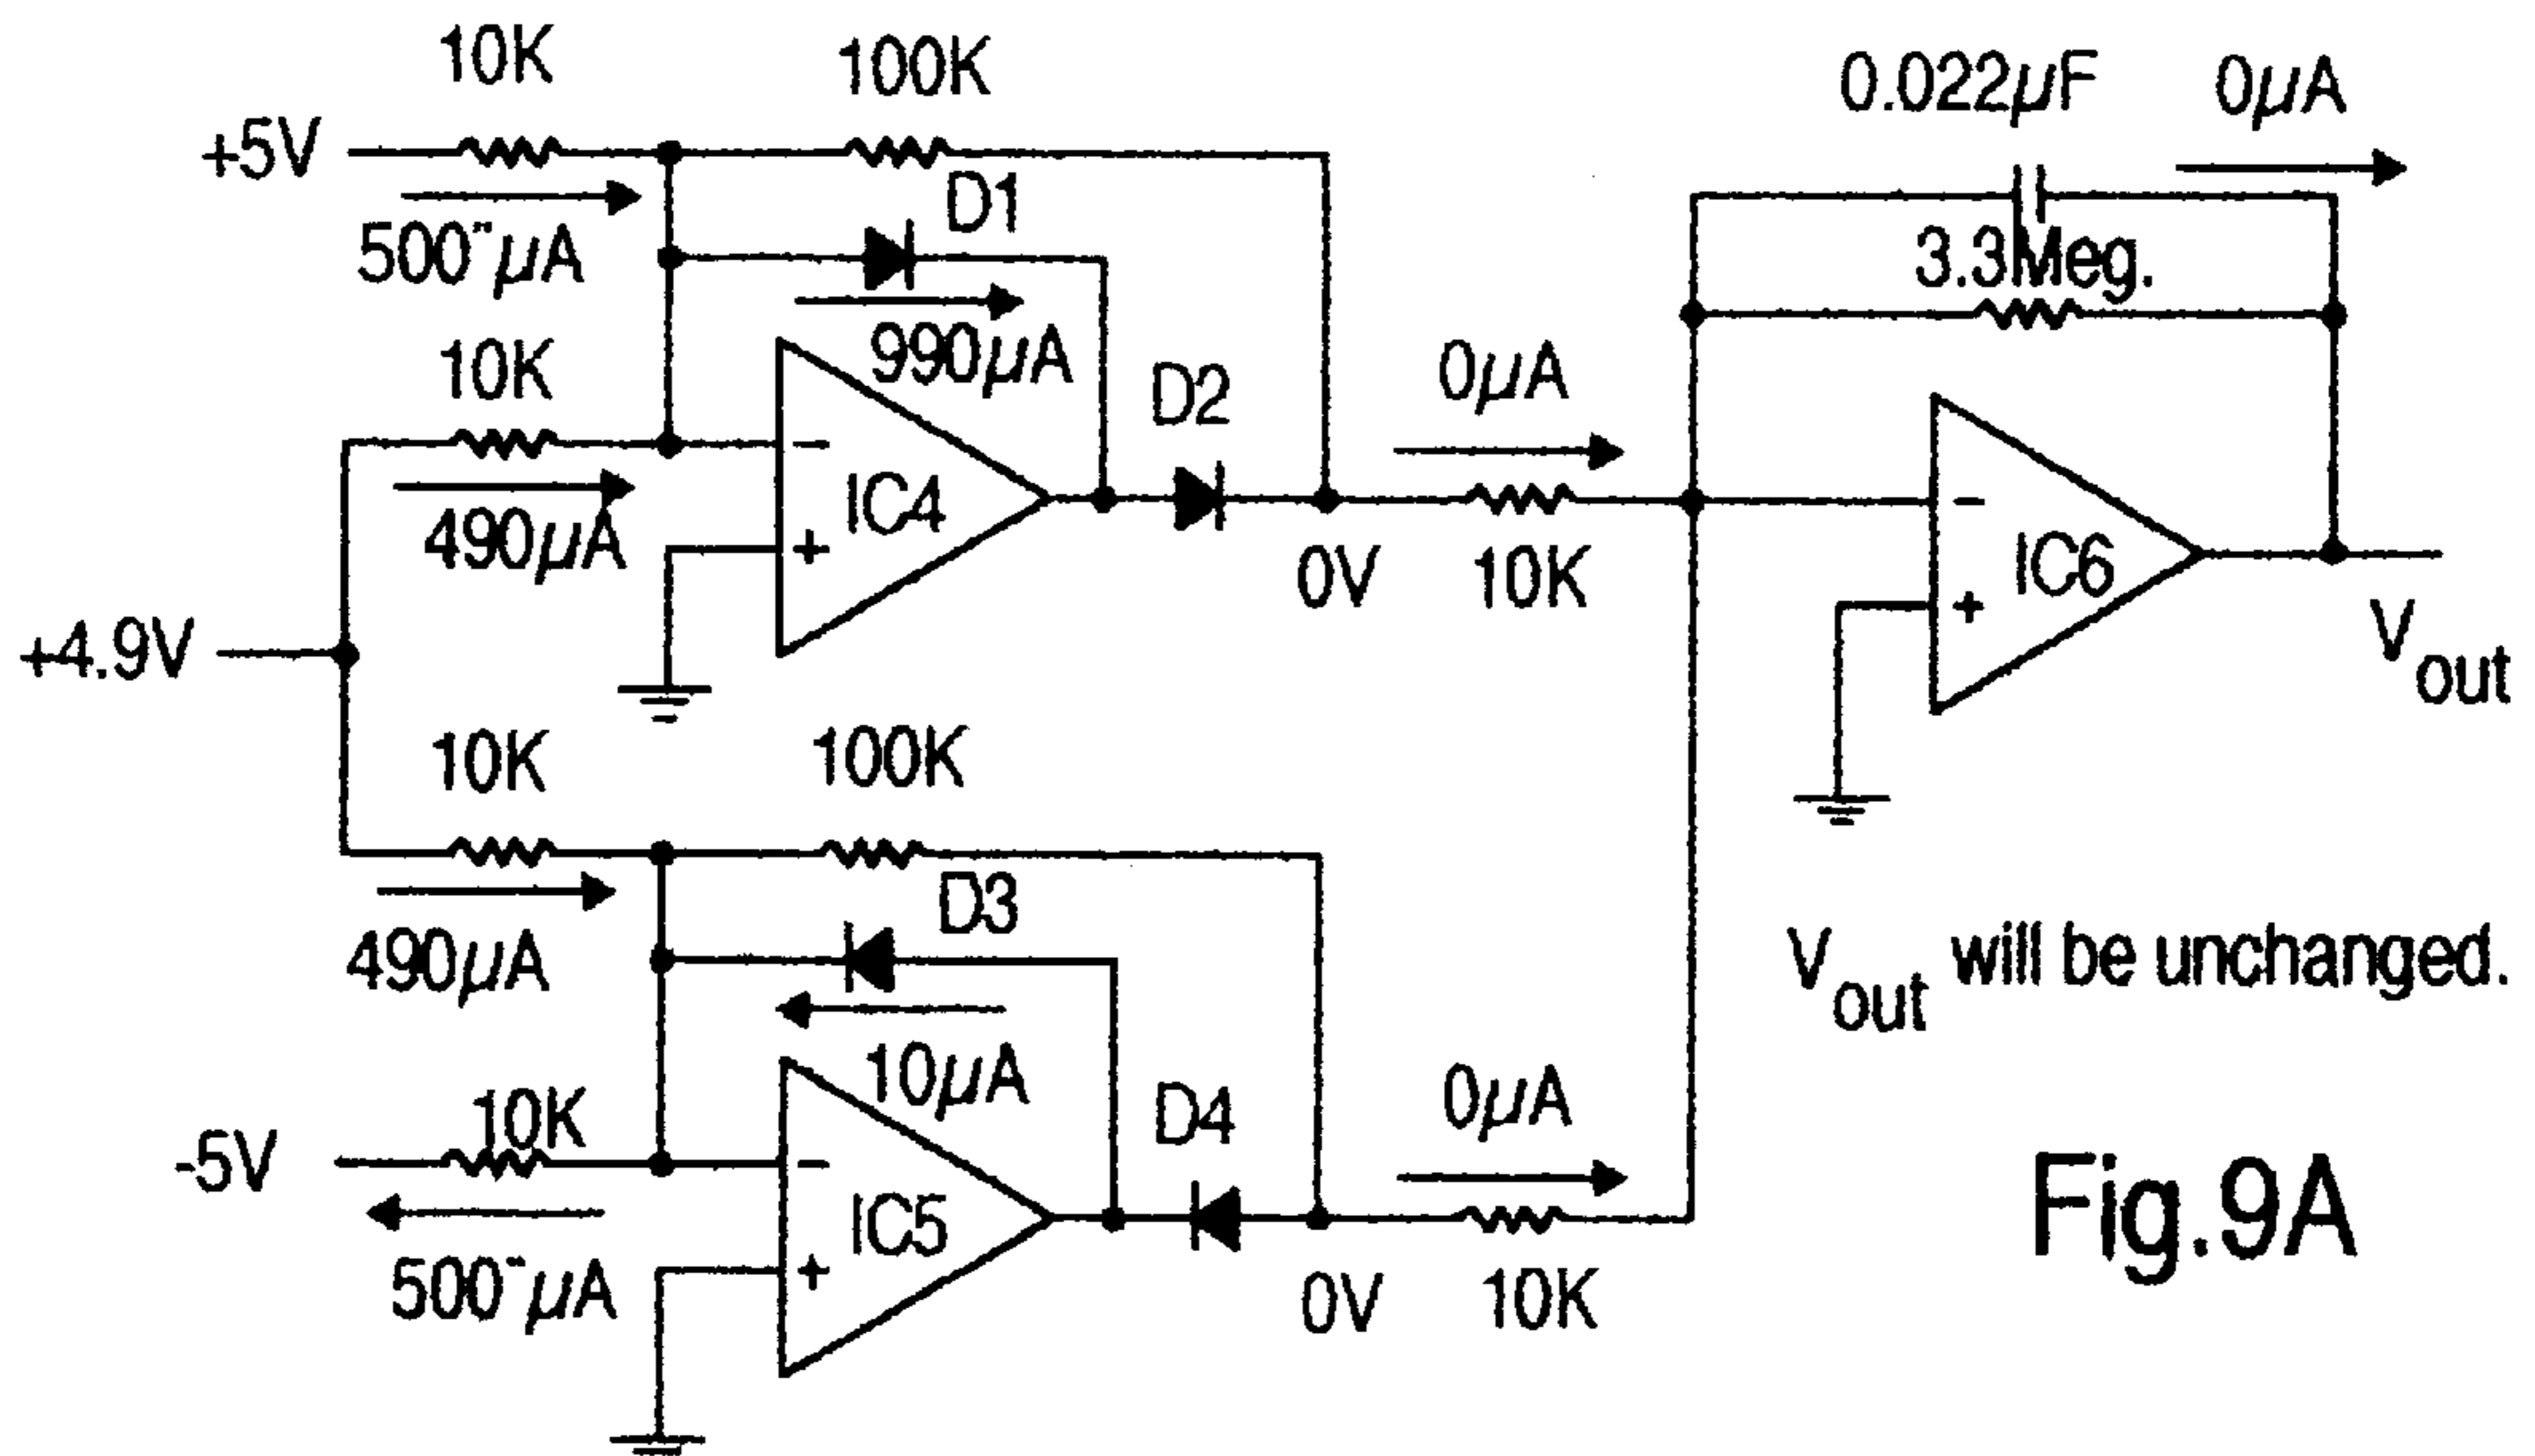 10K
100K
0.022µF
0µA
+5V
D1
500¨µA
3.3Meg.
990µA
10K
D2
0µA
−
IC4
490µA
+
0V
10K
−
IC6
+
+4.9V
Vout
10K
100K
D3
490µA
Vout will be unchanged.
10µA
D4
0µA
10K
-5V
−
IC5
500¨µA
+
0V
10K
Fig.9A